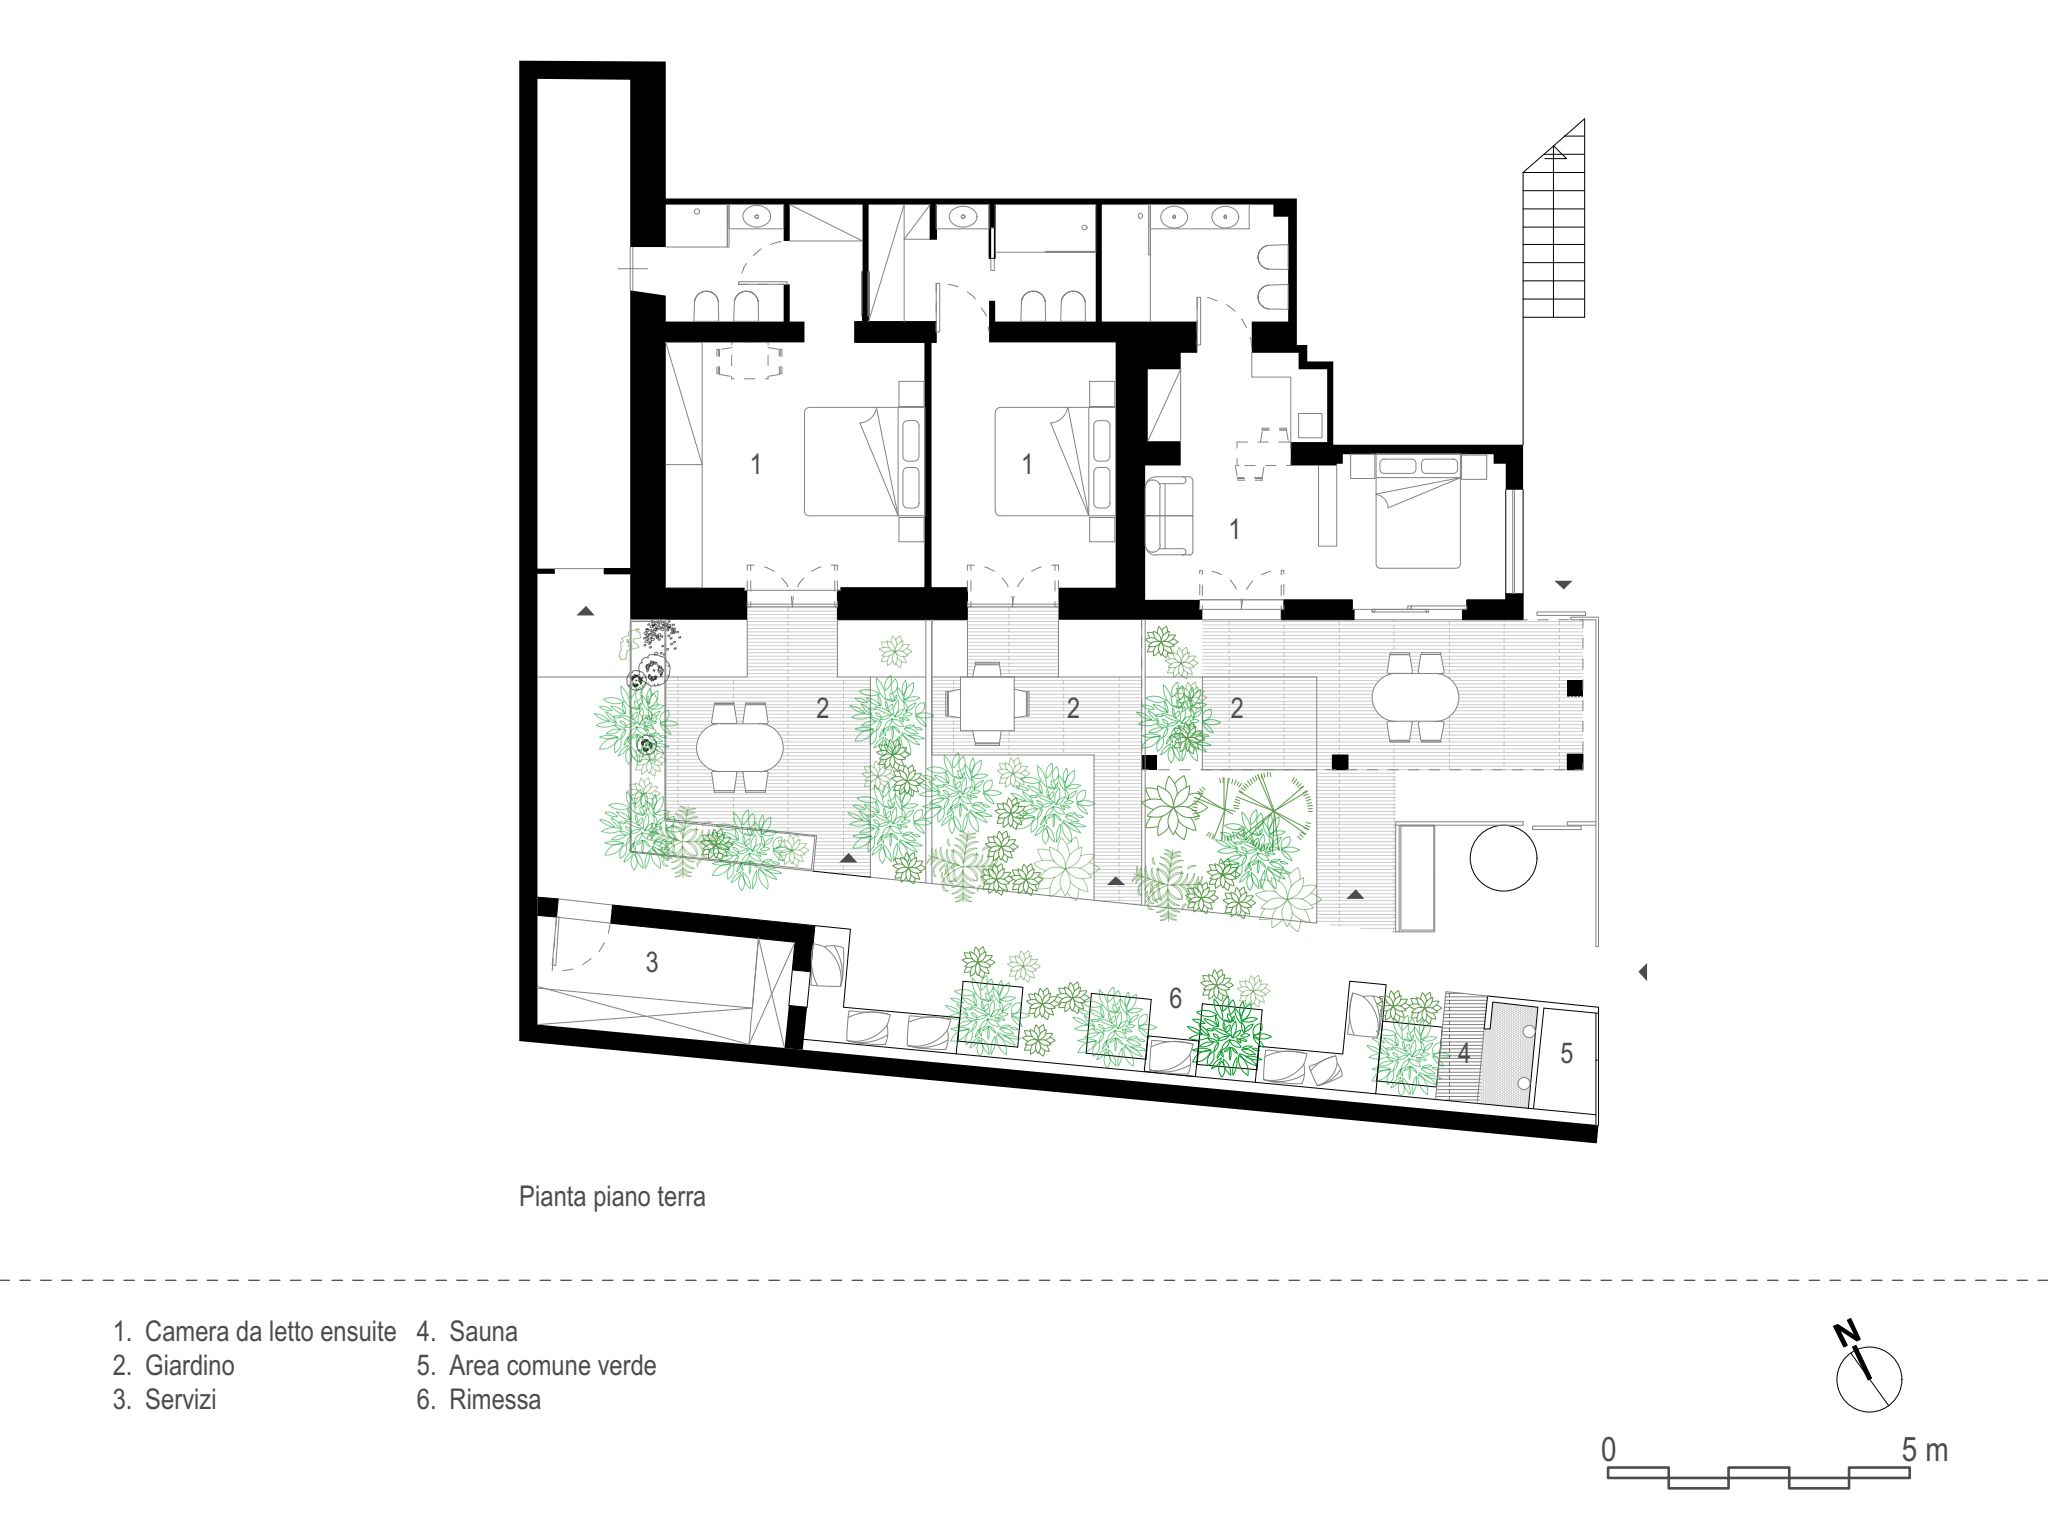 1
1
1
2
2
2
3
6
4
5
Pianta piano terra
1. Camera da letto ensuite
2. Giardino
3. Servizi
4. Sauna
5. Area comune verde
6. Rimessa
N
0 5 m